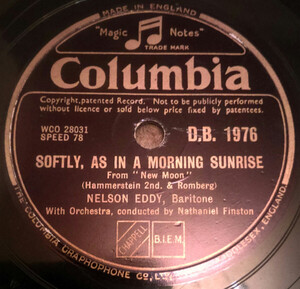 MADE IN ENGLAND
"Magic Notes"
TRADE MARK
Columbia
Copyright, patented Record. Not to be publicly performed
without licence or sold below price fixed by patentees.
WCO 28031
SPEED 78
D.B. 1976
SOFTLY, AS IN A MORNING SUNRISE
From "New Moon"
(Hammerstein 2nd. & Romberg)
NELSON EDDY, Baritone
With Orchestra, conducted by Nathaniel Finston
CHAPPELL
B.I.E.M.
COLUMBIA GRAPHOPHONE CO., LTD.
MIDDLESEX, ENGLAND